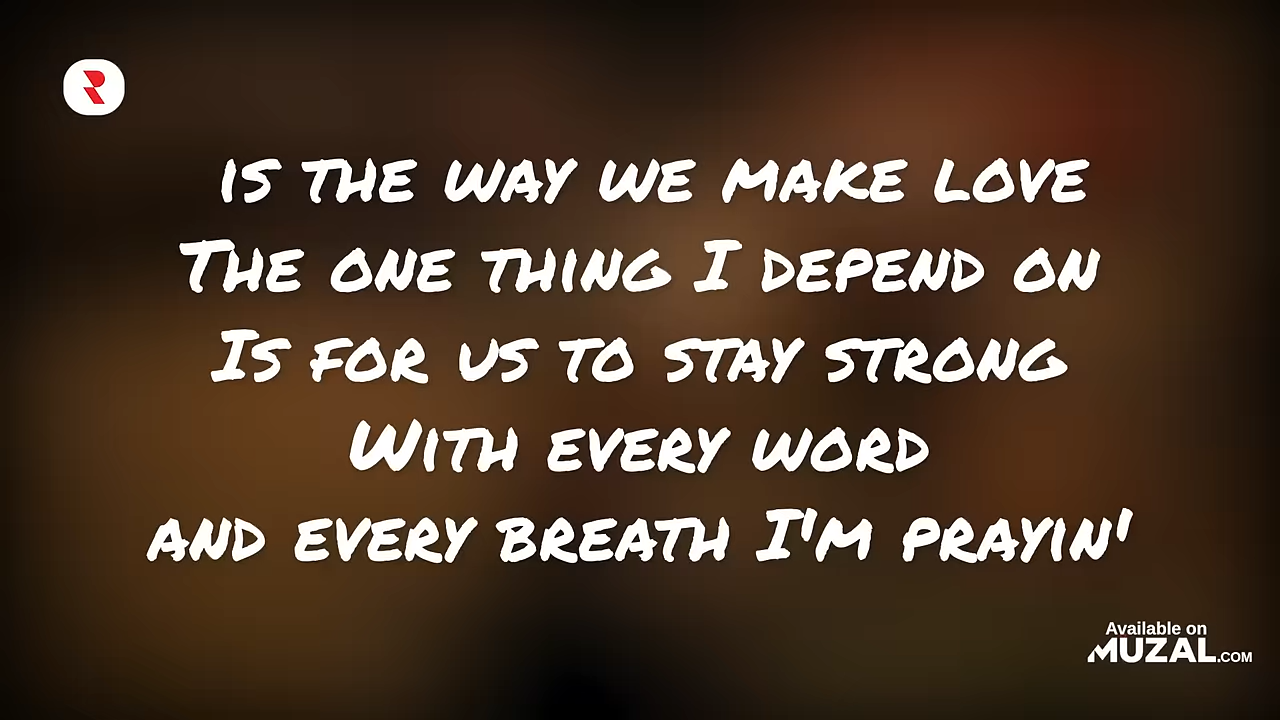 is the way we make love
The one thing I depend on
Is for us to stay strong
With every word
and every breath I'm prayin'
Available on
MUZAL.COM